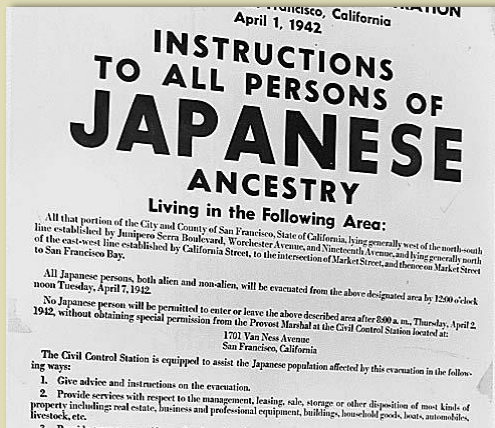 Francisco, California
April 1, 1942
INSTRUCTIONS
TO ALL PERSONS OF
JAPANESE
ANCESTRY
Living in the Following Area:
All that portion of the City and County of San Francisco, State of California, lying generally west of the north-south
line established by Junipero Serra Boulevard, Worchester Avenue, and Nineteenth Avenue, and lying generally north
of the east-west line established by California Street, to the intersection of Market Street, and thence on Market Street
to San Francisco Bay.
All Japanese persons, both alien and non-alien, will be evacuated from the above designated area by 12:00 o'clock
noon Tuesday, April 7, 1942.
No Japanese person will be permitted to enter or leave the above described area after 8:00 a. m., Thursday, April 2,
1942, without obtaining special permission from the Provost Marshal at the Civil Control Station located at:
1701 Van Ness Avenue
San Francisco, California
The Civil Control Station is equipped to assist the Japanese population affected by this evacuation in the follow-
ing ways:
1. Give advice and instructions on the evacuation.
2. Provide services with respect to the management, leasing, sale, storage or other disposition of most kinds of
property including: real estate, business and professional equipment, buildings, household goods, boats, automobiles,
livestock, etc.